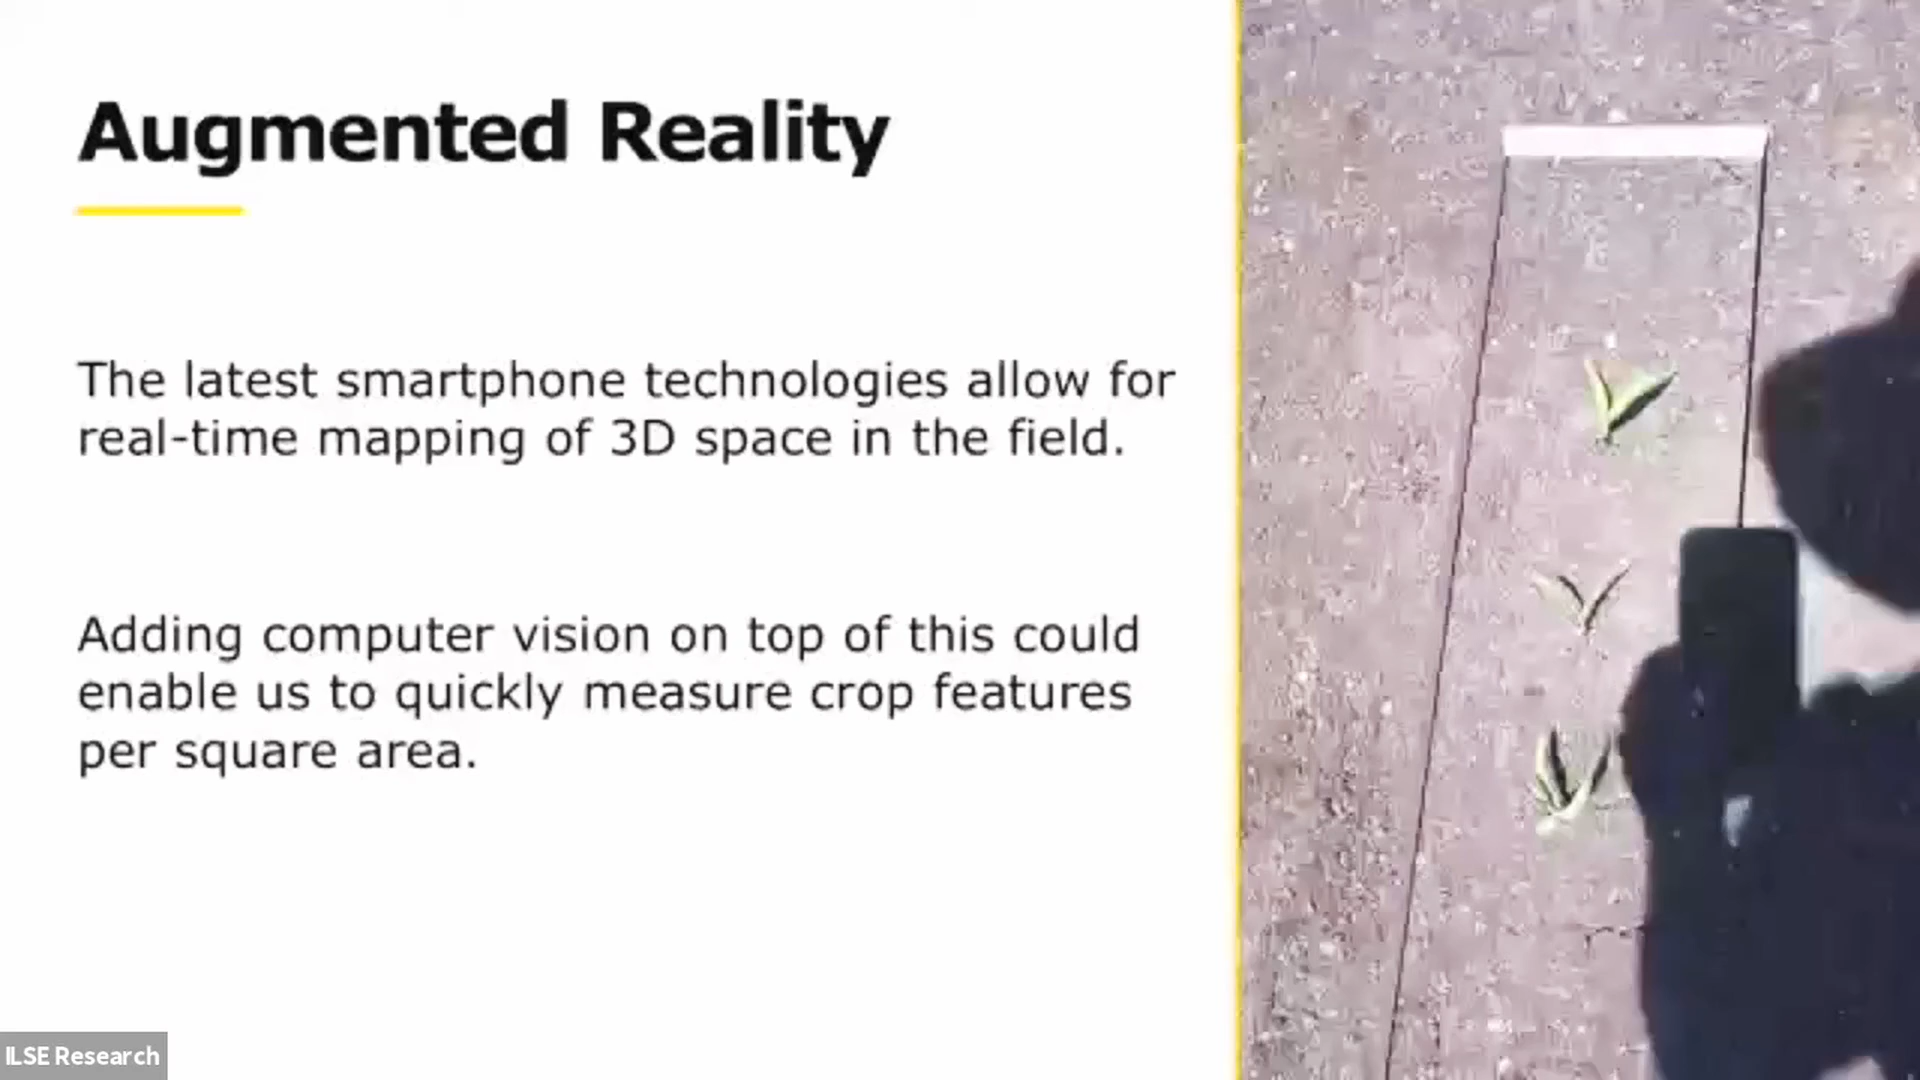 Augmented Reality
The latest smartphone technologies allow for
real-time mapping of 3D space in the field.
Adding computer vision on top of this could
enable us to quickly measure crop features
per square area.
ILSE Research